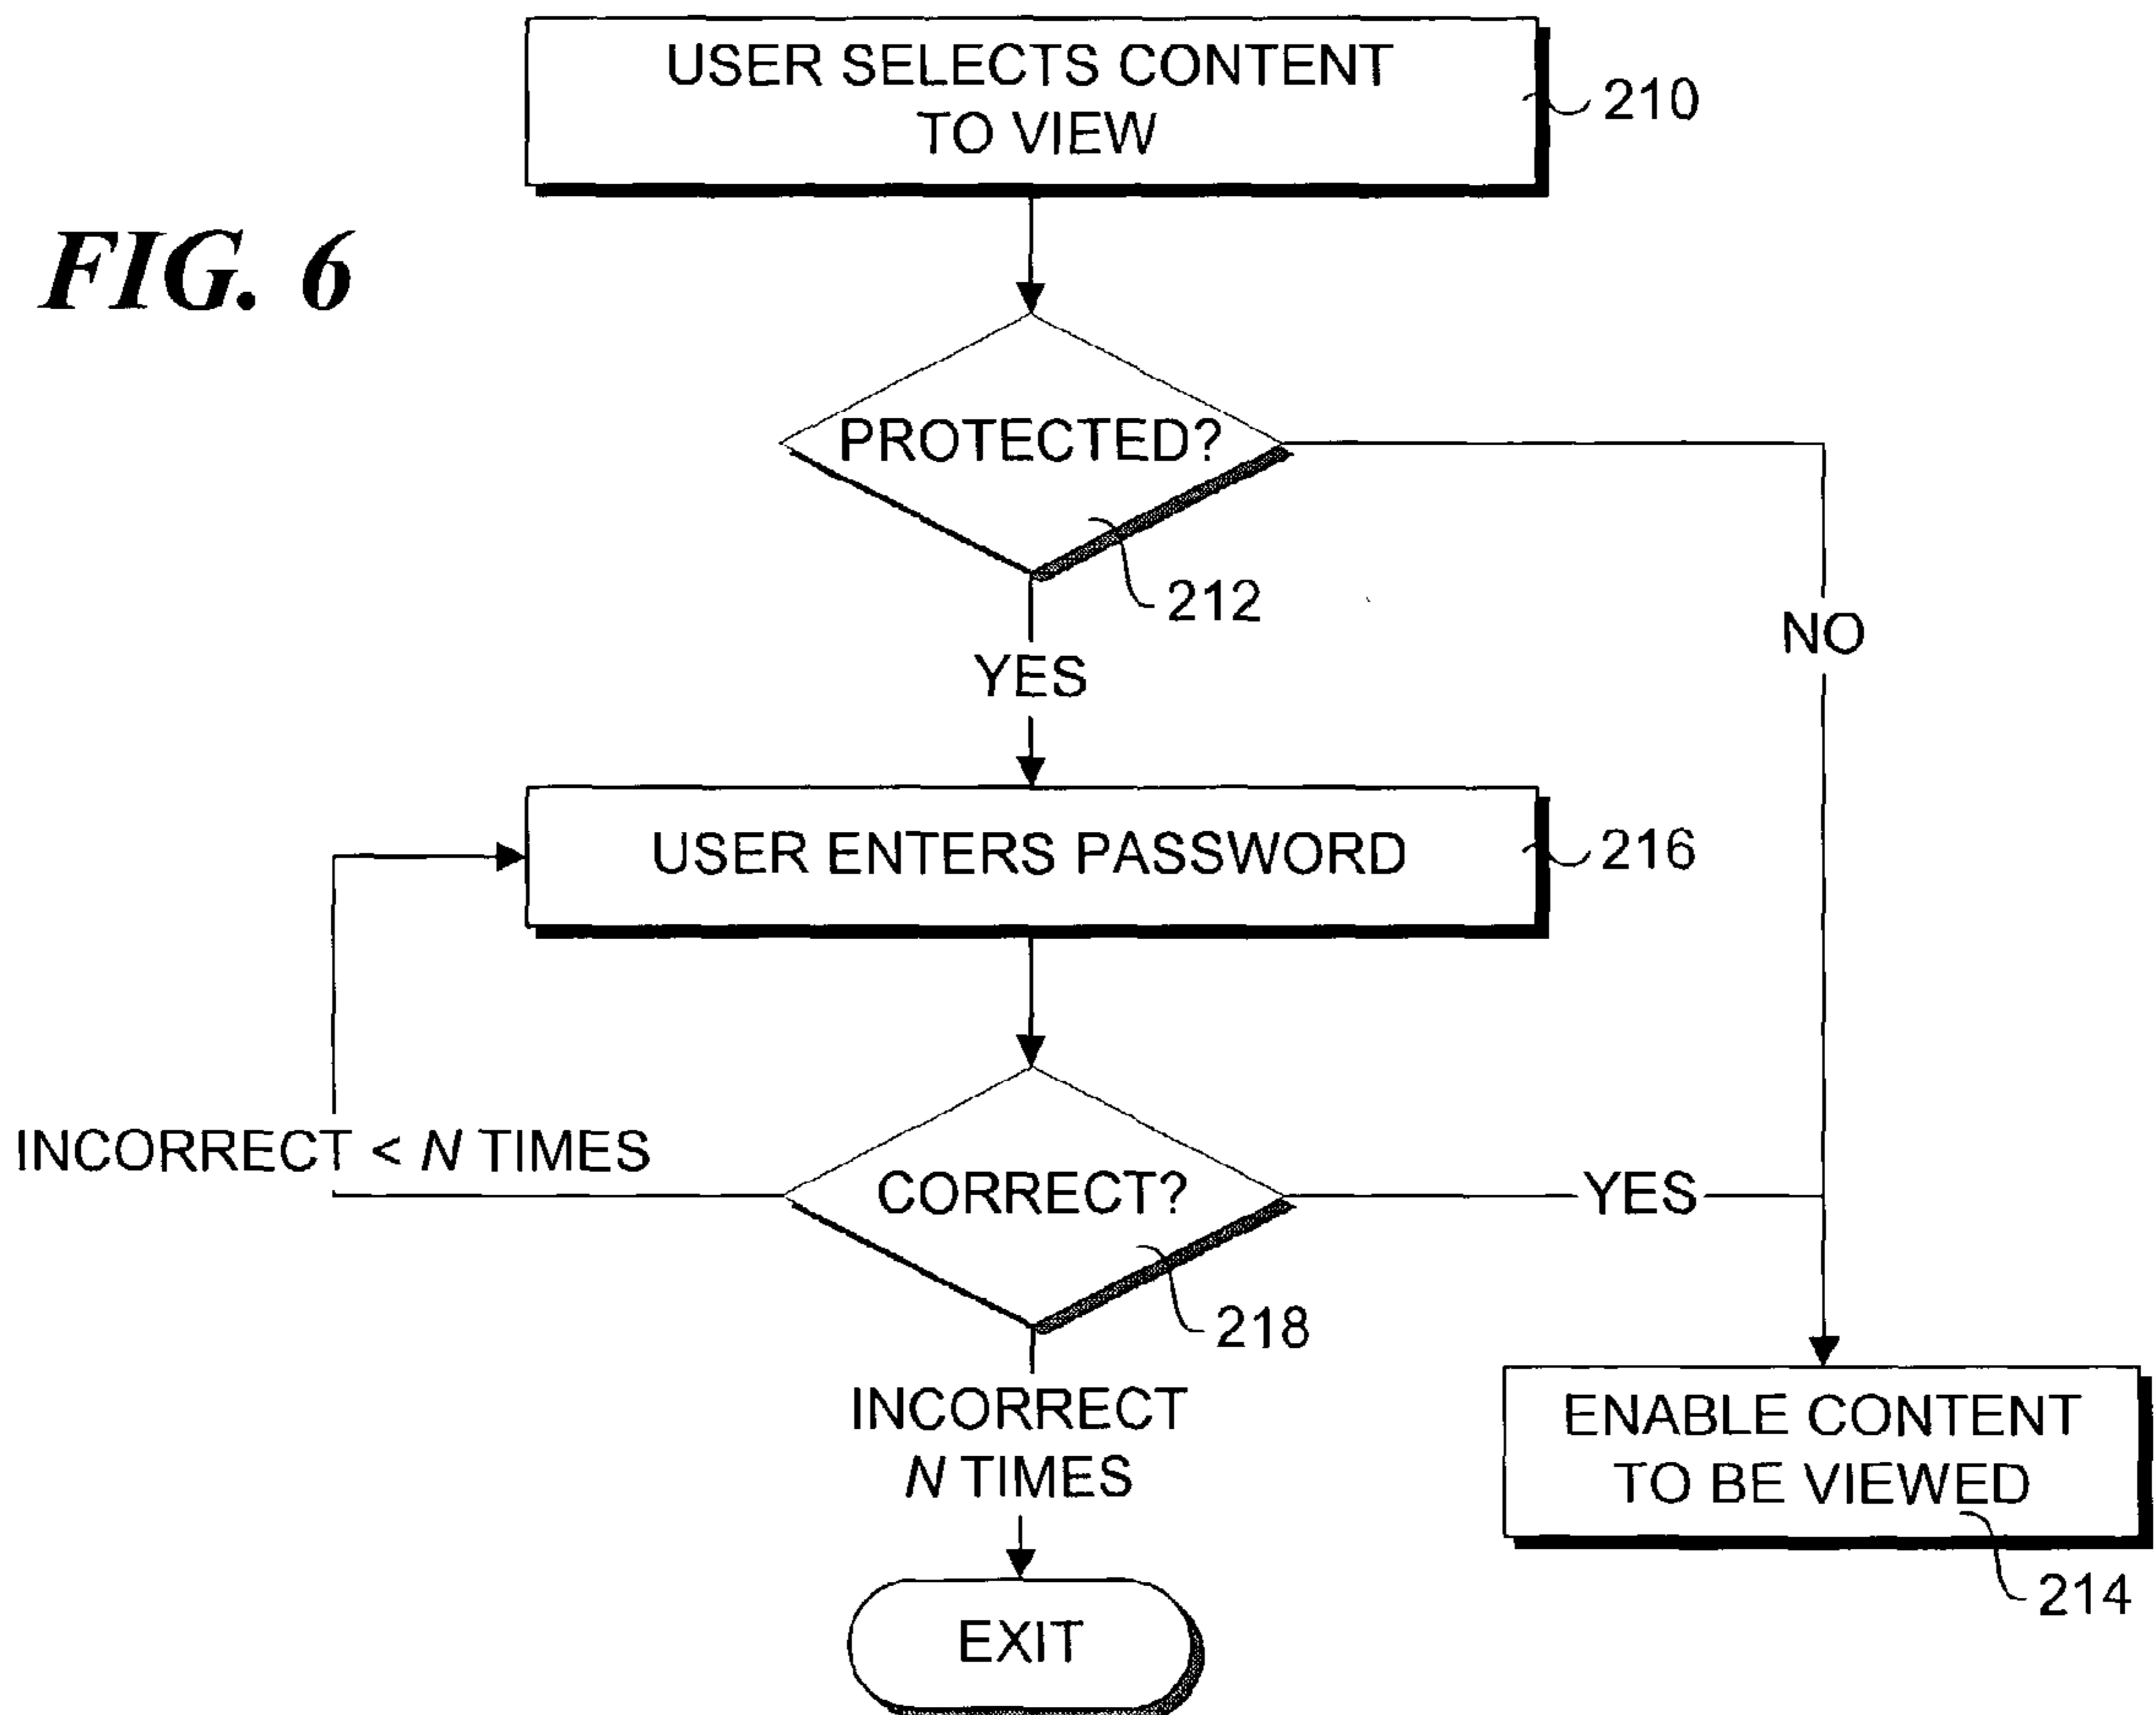 USER SELECTS CONTENT
TO VIEW
210
FIG. 6
PROTECTED?
212
YES
NO
USER ENTERS PASSWORD
216
INCORRECT < N TIMES
CORRECT?
YES
218
INCORRECT
N TIMES
ENABLE CONTENT
TO BE VIEWED
214
EXIT